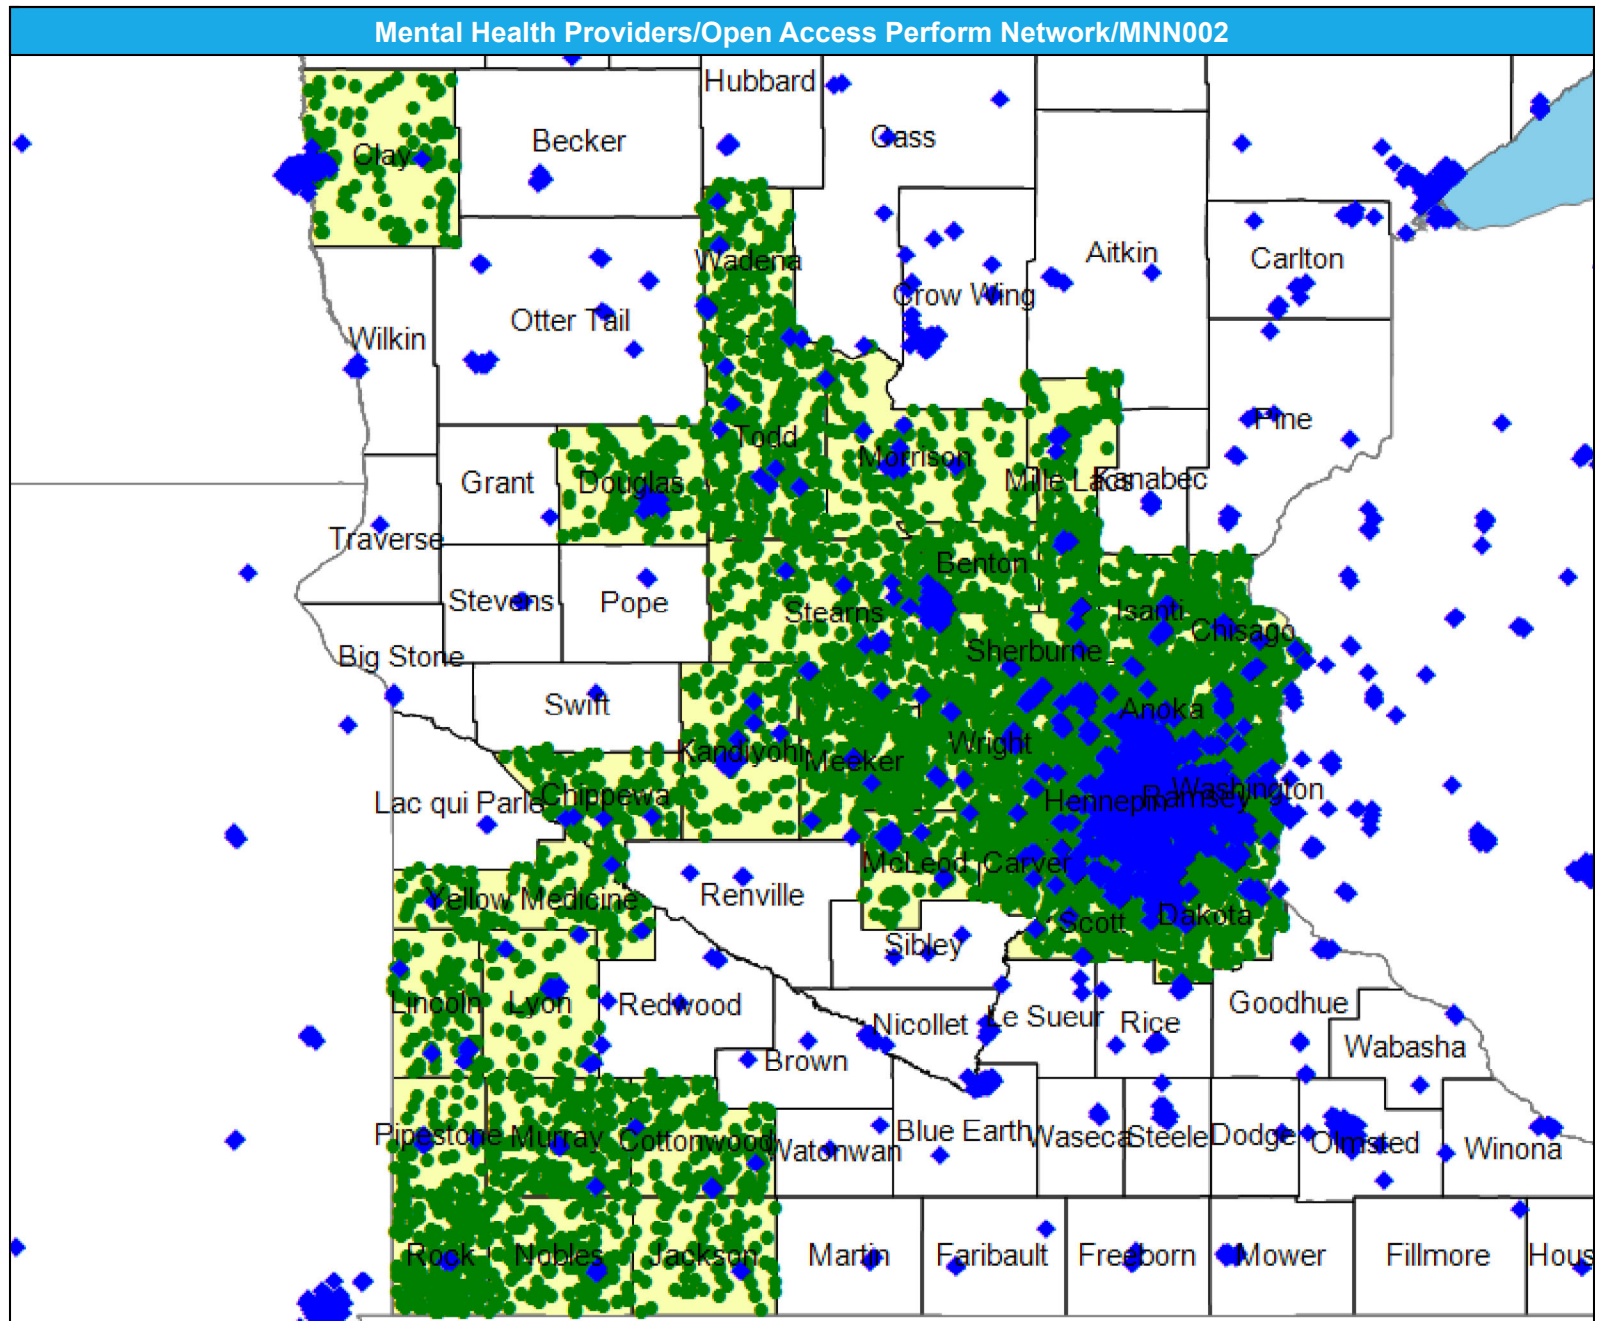 Mental Health Providers/Open Access Perform Network/MNN002
Hubbard
Becker
Cass
Clay
Wadena
Aitkin
Carlton
Crow Wing
Otter Tail
Wilkin
Pine
Todd
Morrison
Grant
Douglas
Mille Lacs
Kanabec
Traverse
Benton
Stevens
Pope
Stearns
Isanti
Chisago
Sherburne
Big Stone
Swift
Anoka
Wright
Kandiyohi
Meeker
Washington
Lac qui Parle
Chippewa
Hennepin
Ramsey
McLeod
Carver
Yellow Medicine
Renville
Scott
Dakota
Sibley
Lincoln
Lyon
Redwood
Goodhue
Nicollet
Le Sueur
Rice
Wabasha
Brown
Pipestone
Murray
Cottonwood
Watonwan
Blue Earth
Waseca
Steele
Dodge
Olmsted
Winona
Rock
Nobles
Jackson
Martin
Faribault
Freeborn
Mower
Fillmore
Hous